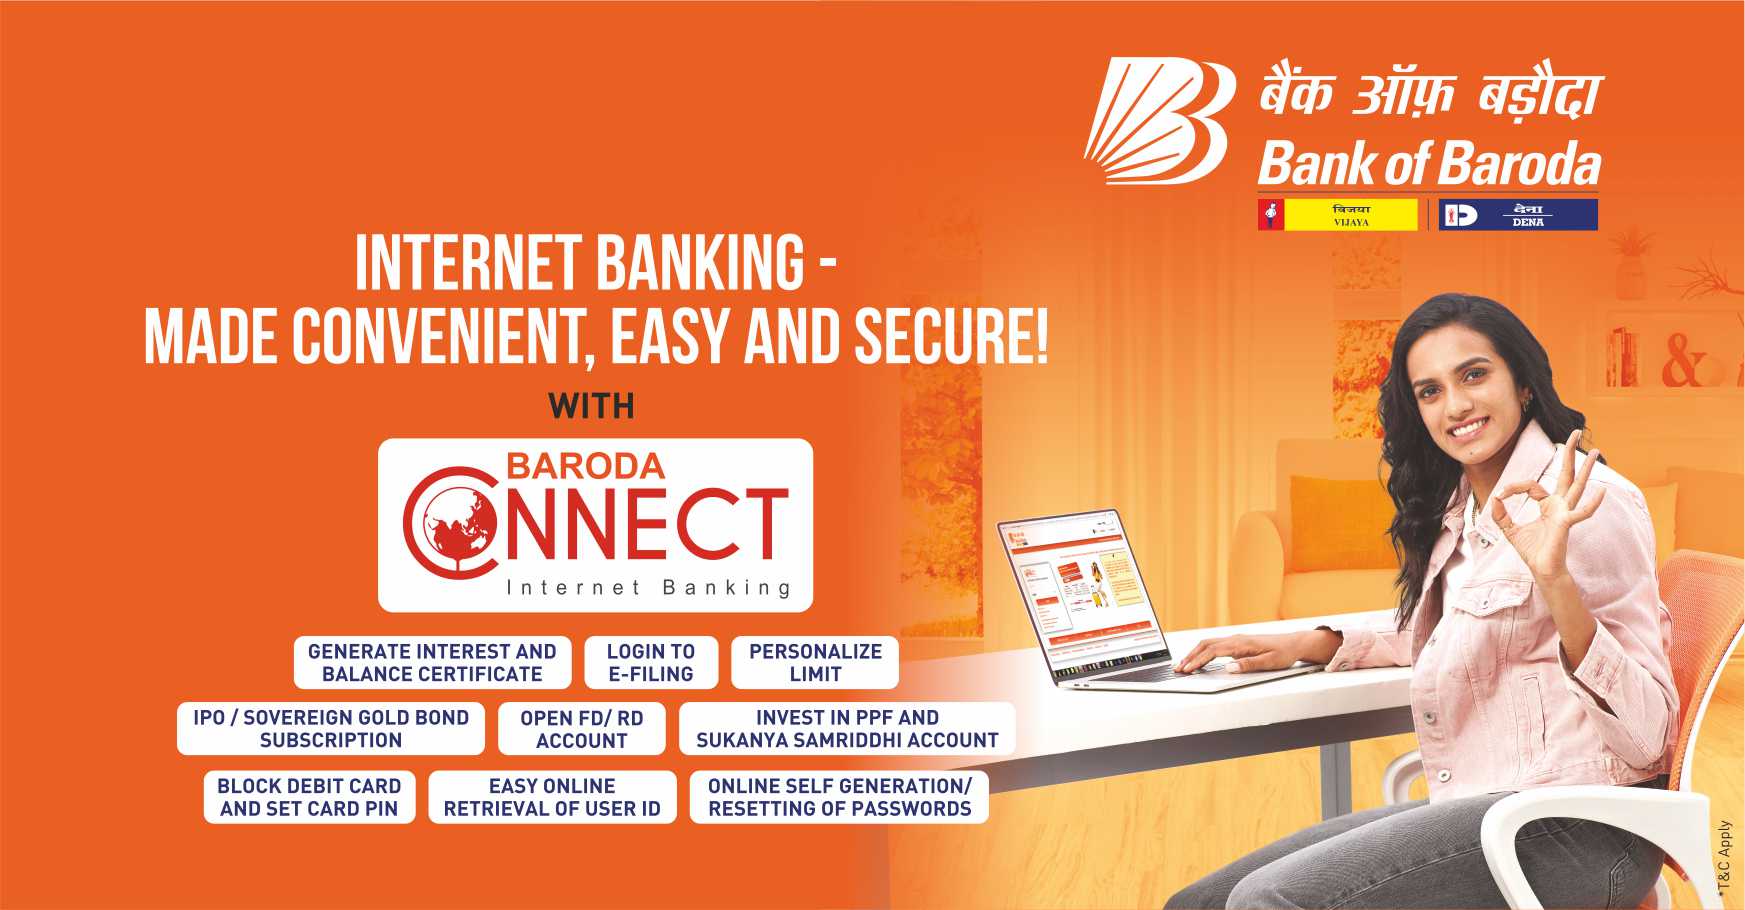 बैंक ऑफ़ बड़ौदा
Bank of Baroda
विजया
VIJAYA
देना
DENA
INTERNET BANKING -
MADE CONVENIENT, EASY AND SECURE!
WITH
BARODA
CONNECT
Internet Banking
GENERATE INTEREST AND
BALANCE CERTIFICATE
LOGIN TO
E-FILING
PERSONALIZE
LIMIT
IPO / SOVEREIGN GOLD BOND
SUBSCRIPTION
OPEN FD/ RD
ACCOUNT
INVEST IN PPF AND
SUKANYA SAMRIDDHI ACCOUNT
BLOCK DEBIT CARD
AND SET CARD PIN
EASY ONLINE
RETRIEVAL OF USER ID
ONLINE SELF GENERATION/
RESETTING OF PASSWORDS
&
*T&C Apply